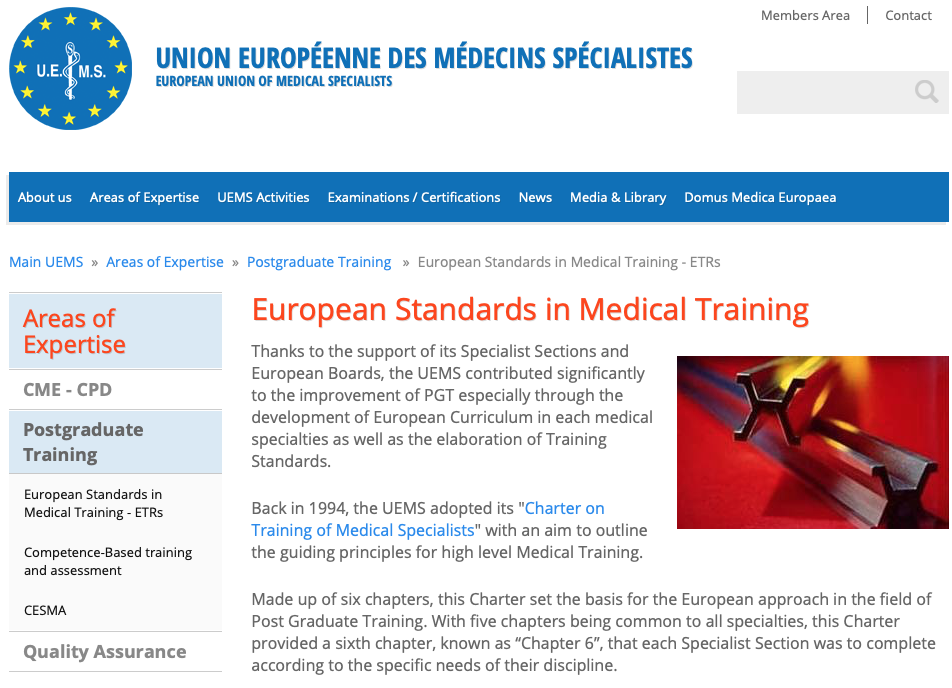 Members Area
Contact
U.E. M.S.
UNION EUROPÉENNE DES MÉDECINS SPÉCIALISTES
EUROPEAN UNION OF MEDICAL SPECIALISTS
About us Areas of Expertise UEMS Activities Examinations / Certifications News Media & Library Domus Medica Europaea
Main UEMS » Areas of Expertise » Postgraduate Training » European Standards in Medical Training - ETRs
Areas of
Expertise
CME - CPD
Postgraduate
Training
European Standards in
Medical Training - ETRs
Competence-Based training
and assessment
CESMA
Quality Assurance
European Standards in Medical Training
Thanks to the support of its Specialist Sections and
European Boards, the UEMS contributed significantly
to the improvement of PGT especially through the
development of European Curriculum in each medical
specialties as well as the elaboration of Training
Standards.
Back in 1994, the UEMS adopted its "Charter on
Training of Medical Specialists" with an aim to outline
the guiding principles for high level Medical Training.
Made up of six chapters, this Charter set the basis for the European approach in the field of
Post Graduate Training. With five chapters being common to all specialties, this Charter
provided a sixth chapter, known as “Chapter 6”, that each Specialist Section was to complete
according to the specific needs of their discipline.